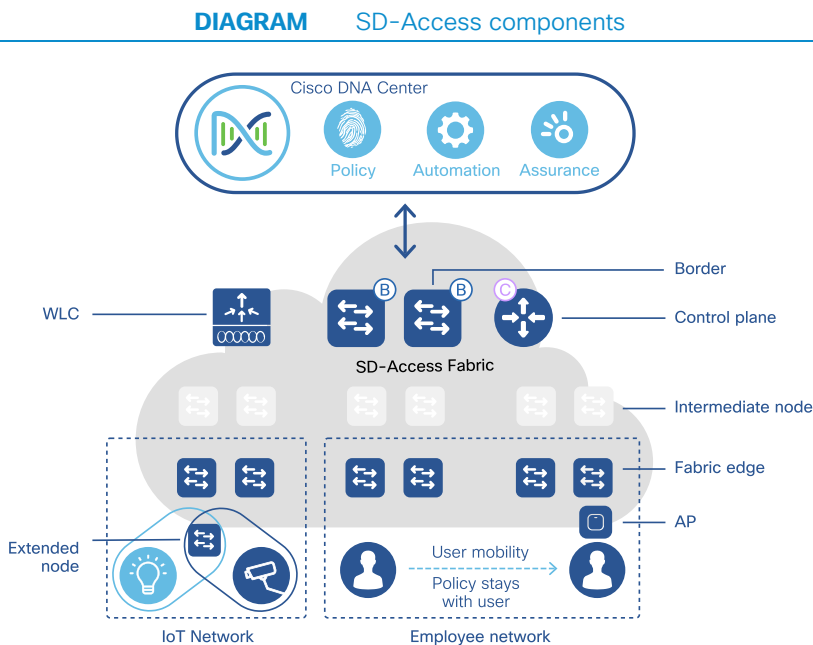 DIAGRAM SD-Access components
Cisco DNA Center
Policy Automation Assurance
Border
B B C
WLC
Control plane
SD-Access Fabric
Intermediate node
Fabric edge
AP
Extended
node
User mobility
Policy stays
with user
IoT Network
Employee network